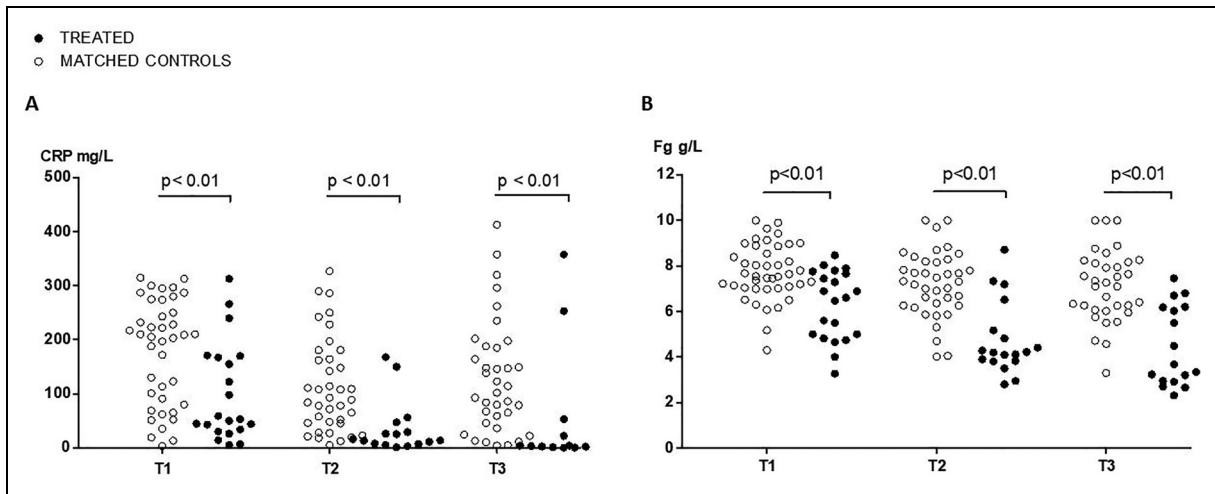 TREATED
MATCHED CONTROLS
A
CRP mg/L
500
400
300
200
100
0
p < 0.01
p < 0.01
p < 0.01
T1
T2
T3
B
Fg g/L
12
10
8
6
4
2
0
p<0.01
p<0.01
p<0.01
T1
T2
T3